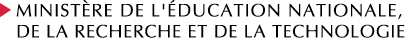 MINISTÈRE DE L'ÉDUCATION NATIONALE,
DE LA RECHERCHE ET DE LA TECHNOLOGIE